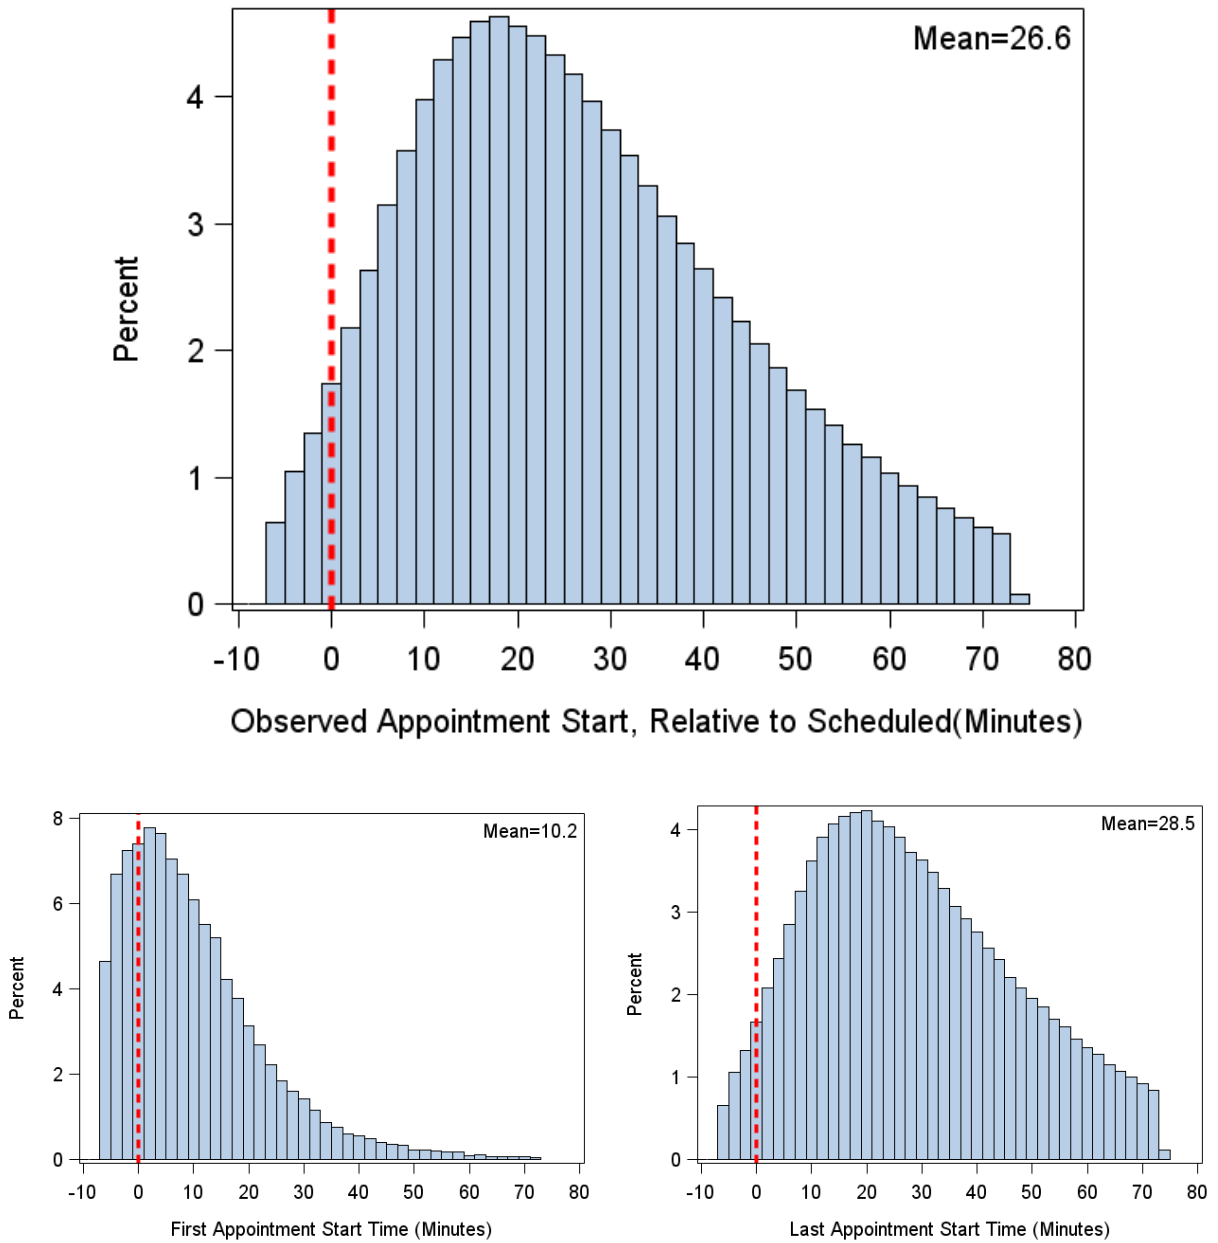 Mean=26.6
4
3
2
1
0
Percent
-10 0 10 20 30 40 50 60 70 80
Observed Appointment Start, Relative to Scheduled(Minutes)
Mean=10.2
8
6
4
2
0
Percent
-10 0 10 20 30 40 50 60 70 80
First Appointment Start Time (Minutes)
Mean=28.5
4
3
2
1
0
Percent
-10 0 10 20 30 40 50 60 70 80
Last Appointment Start Time (Minutes)